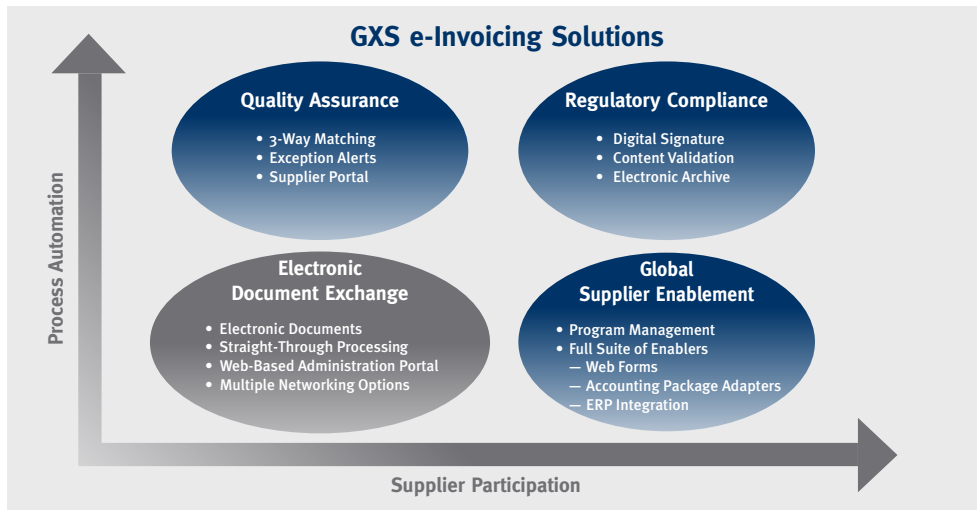 GXS e-Invoicing Solutions
Quality Assurance
• 3-Way Matching
• Exception Alerts
• Supplier Portal
Regulatory Compliance
• Digital Signature
• Content Validation
• Electronic Archive
Process Automation
Electronic
Document Exchange
• Electronic Documents
• Straight-Through Processing
• Web-Based Administration Portal
• Multiple Networking Options
Global
Supplier Enablement
• Program Management
• Full Suite of Enablers
— Web Forms
— Accounting Package Adapters
— ERP Integration
Supplier Participation